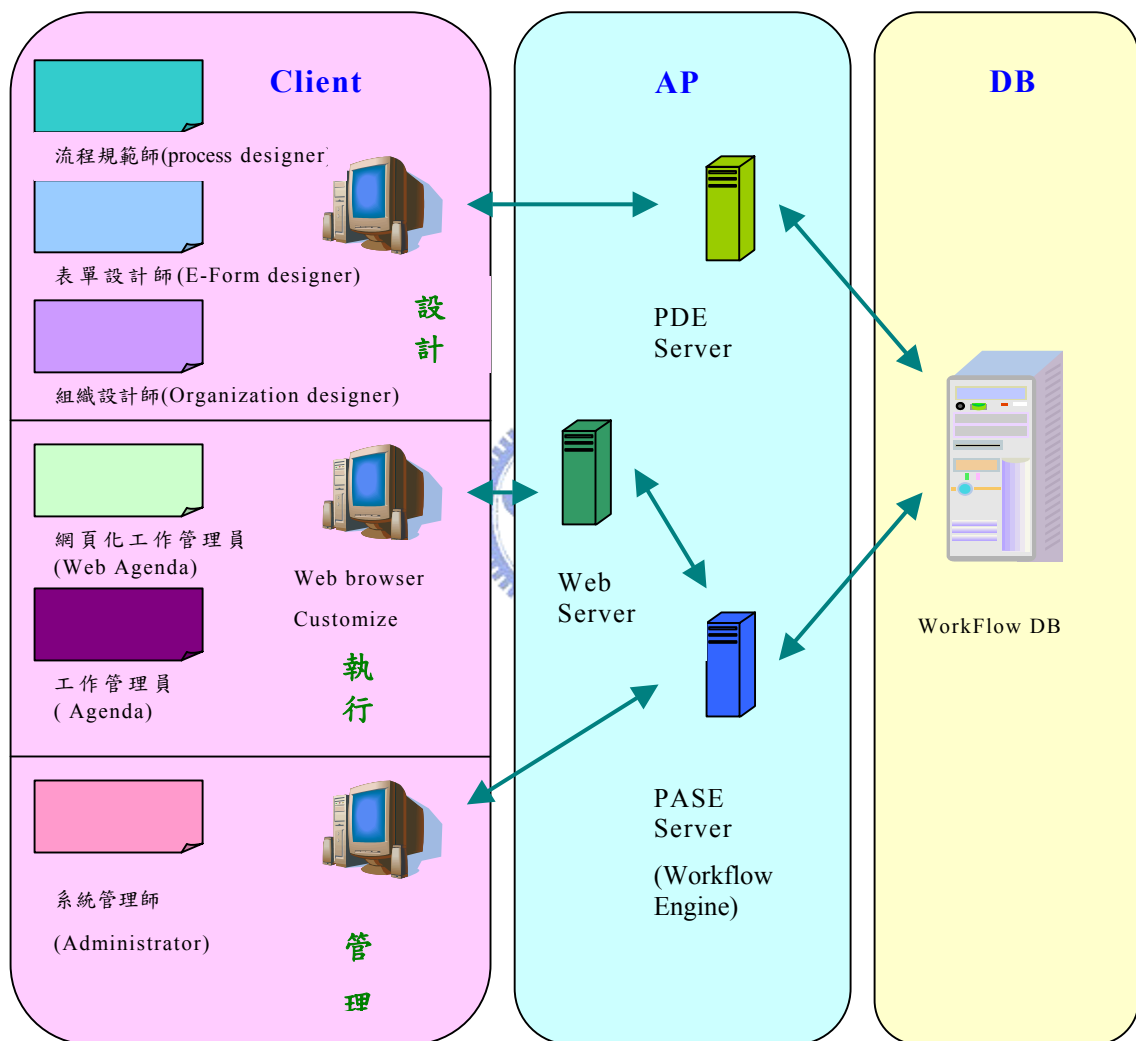 Client
流程規範師(process designer)
表單設計師(E-Form designer)
設
計
組織設計師(Organization designer)
網頁化工作管理員
(Web Agenda)
Web browser
Customize
工作管理員
( Agenda)
執
行
系統管理師
(Administrator)
管
理
AP
PDE
Server
Web
Server
PASE
Server
(Workflow
Engine)
DB
WorkFlow DB